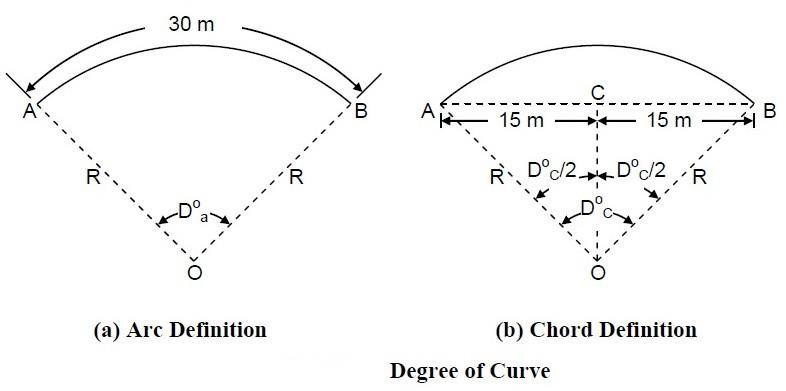 30 m
A
B
R
R
D°a
O
(a) Arc Definition
C
A
B
15 m
15 m
R
D°C/2
D°C/2
R
D°C
O
(b) Chord Definition
Degree of Curve